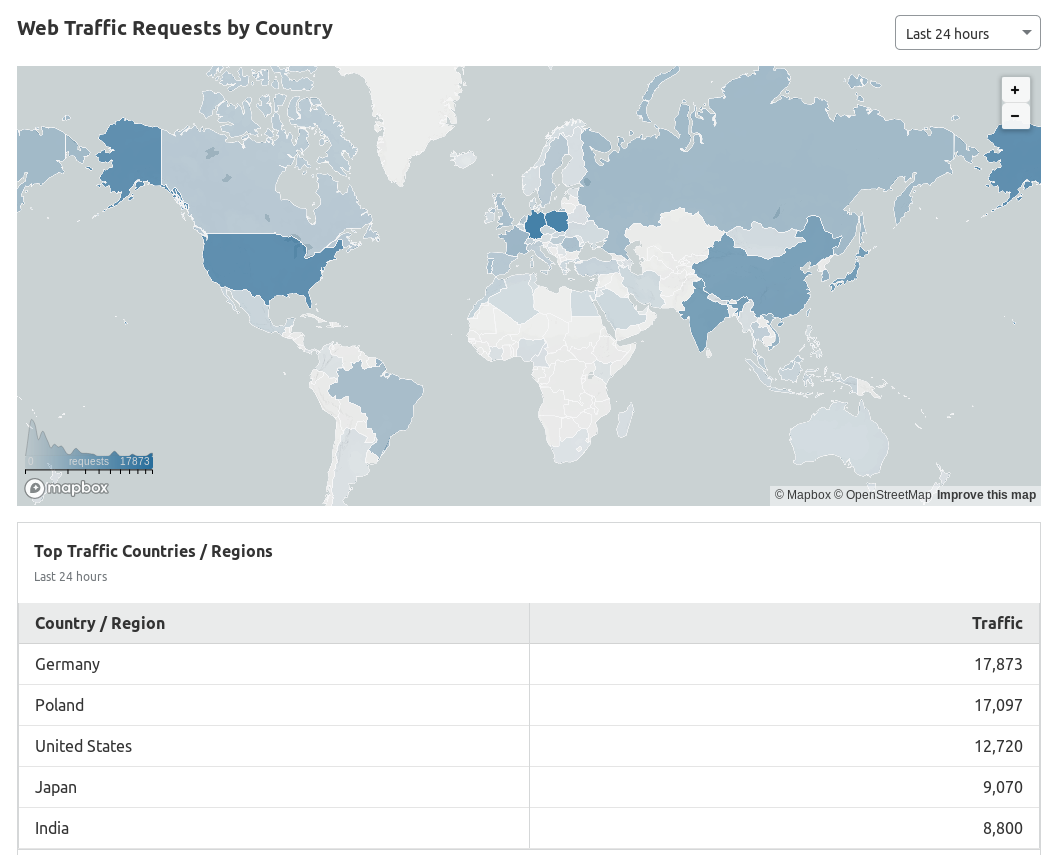 Web Traffic Requests by Country
Last 24 hours
+
−
0 requests 17873
mapbox
© Mapbox © OpenStreetMap Improve this map
Top Traffic Countries / Regions
Last 24 hours
Country / Region Traffic
Germany 17,873
Poland 17,097
United States 12,720
Japan 9,070
India 8,800